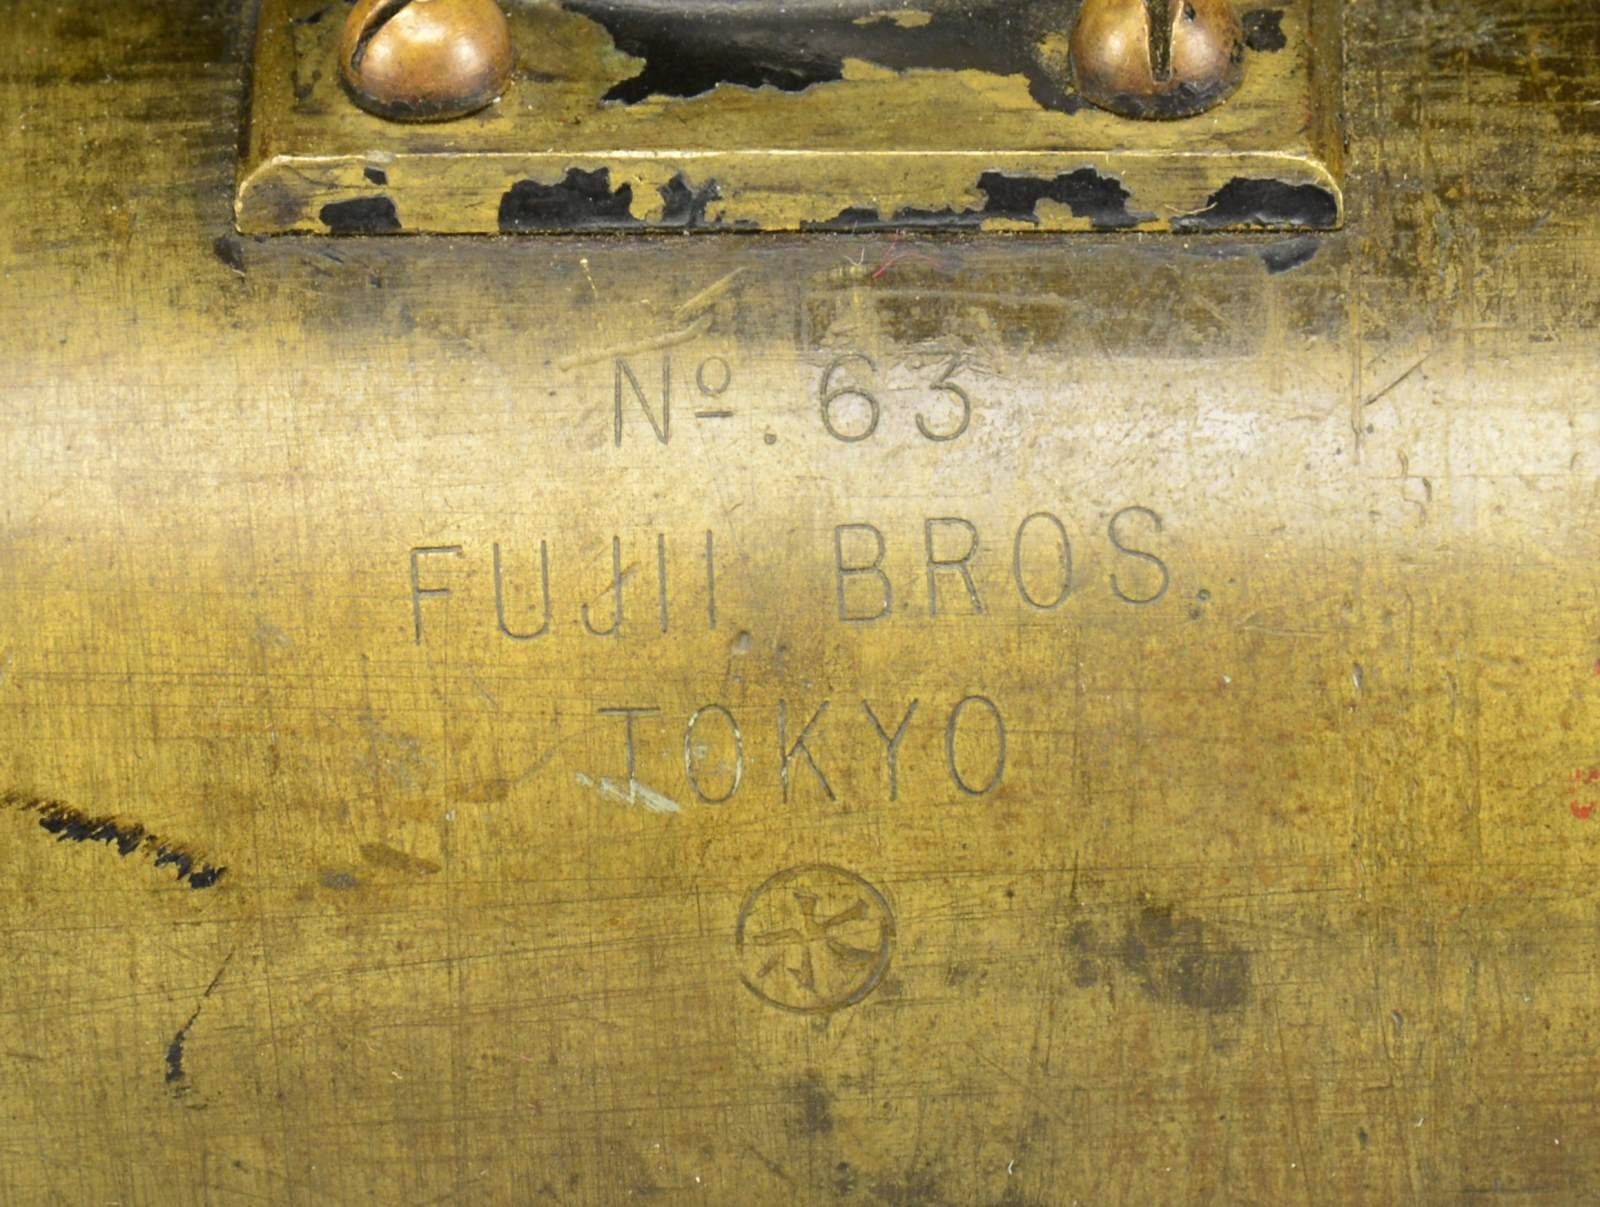 Nº. 63
FUJII BROS.
TOKYO